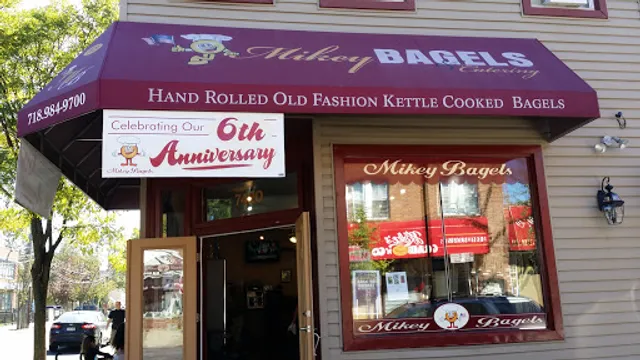 Mikey BAGELS
Catering
718.984-9700
HAND ROLLED OLD FASHION KETTLE COOKED BAGELS
Celebrating Our
6th
Anniversary
Mikey Bagels
Mikey Bagels
Mikey Bagels